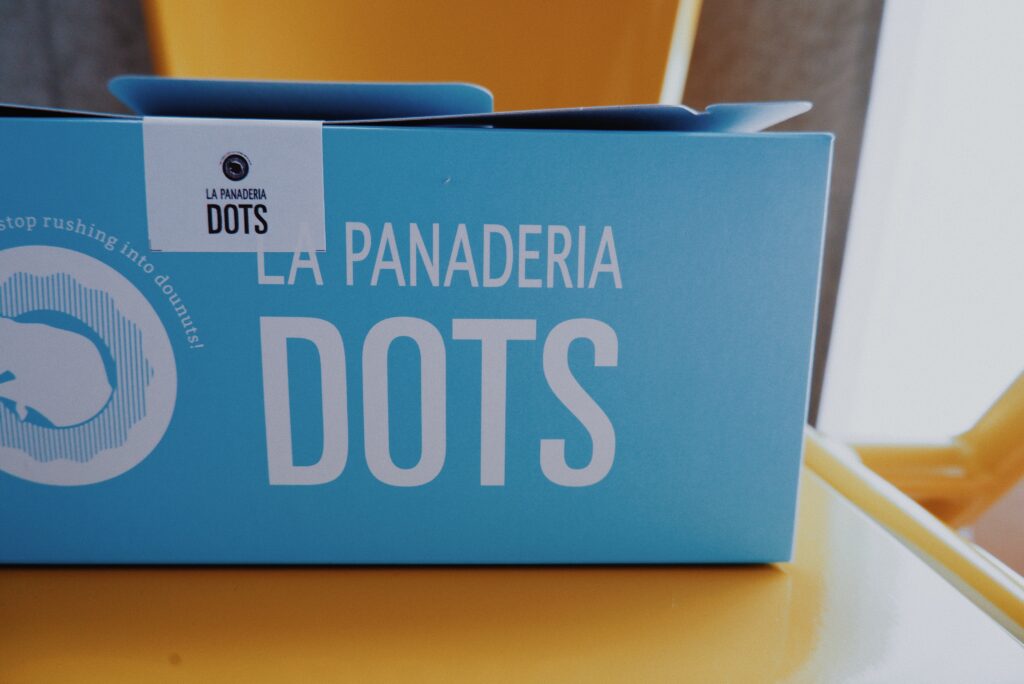 LA PANADERIA
DOTS
stop rushing into dounuts!
LA PANADERIA
DOTS